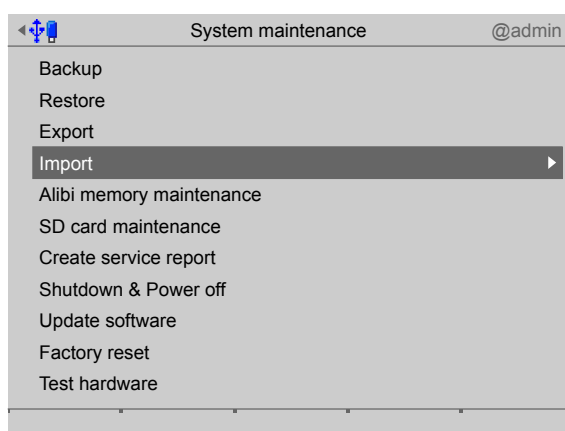 System maintenance @admin
Backup
Restore
Export
Import
Alibi memory maintenance
SD card maintenance
Create service report
Shutdown & Power off
Update software
Factory reset
Test hardware